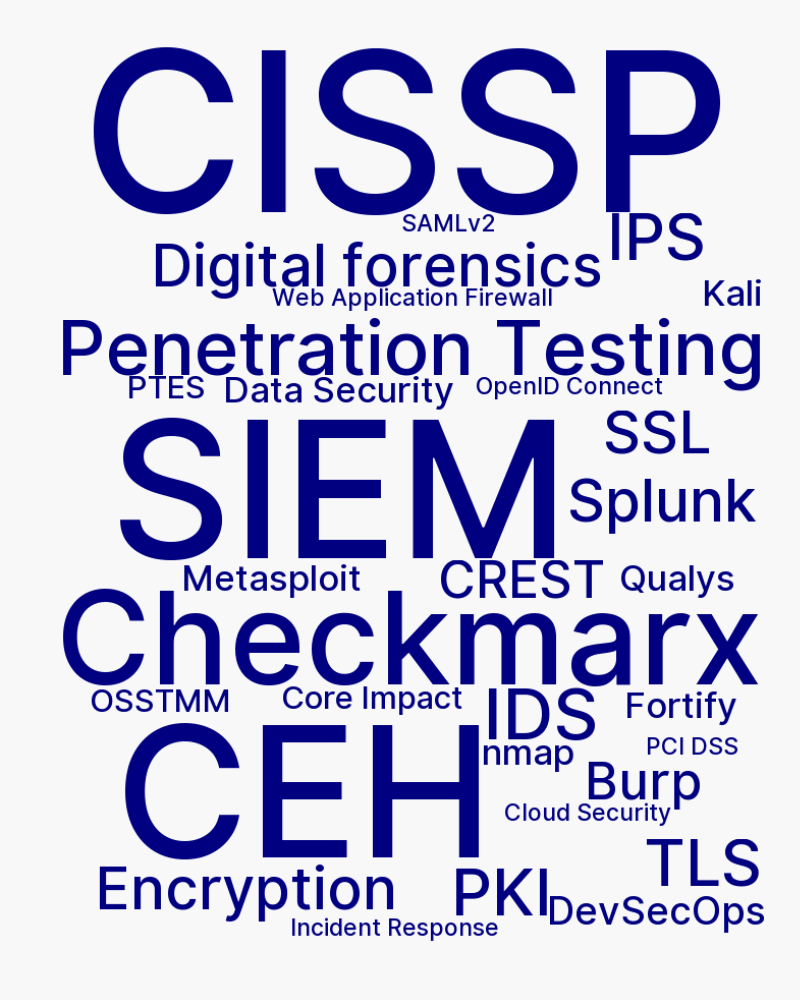 CISSP
SAMLv2
IPS
Digital forensics
Web Application Firewall
Kali
Penetration Testing
PTES
Data Security
OpenID Connect
SIEM
SSL
Splunk
Metasploit
CREST
Qualys
Checkmarx
OSSTMM
Core Impact
IDS
Fortify
CEH
nmap
PCI DSS
Burp
Cloud Security
TLS
Encryption
PKI
DevSecOps
Incident Response